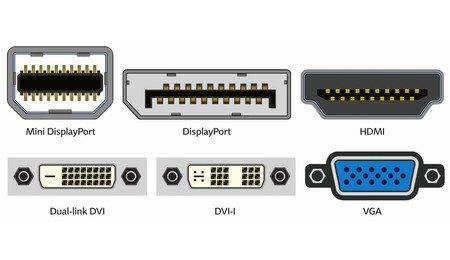 Mini DisplayPort
DisplayPort
HDMI
Dual-link DVI
DVI-I
VGA